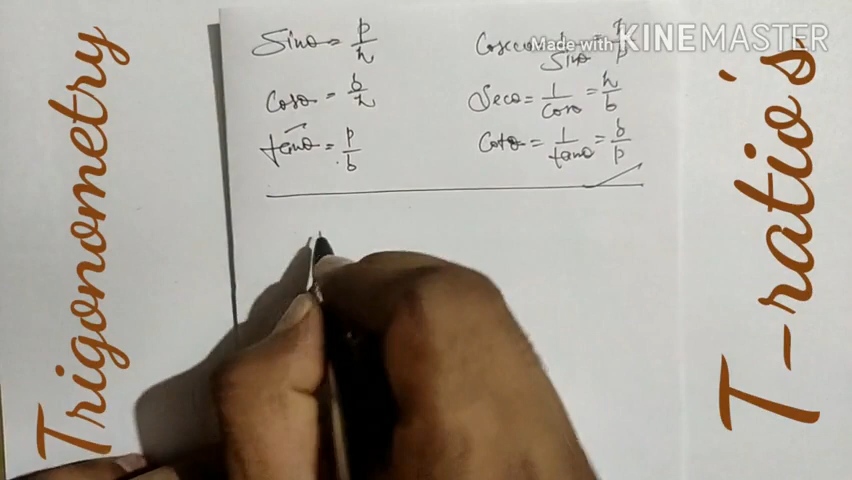 Trigonometry
Sinθ = p/h
Cosecθ = 1/Sinθ = h/p
Made with KINEMASTER
Cosθ = b/h
Secθ = 1/Cosθ = h/b
tanθ = p/b
Cotθ = 1/tanθ = b/p
T-ratio's